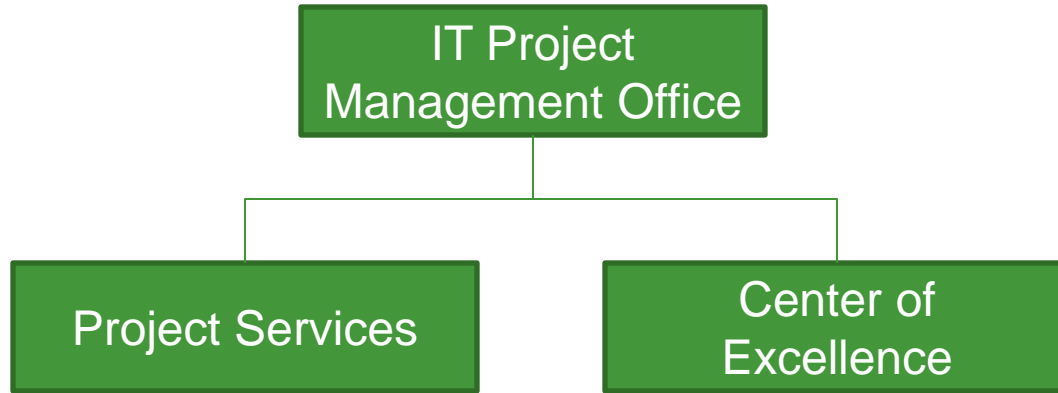 IT Project
Management Office
Project Services
Center of
Excellence